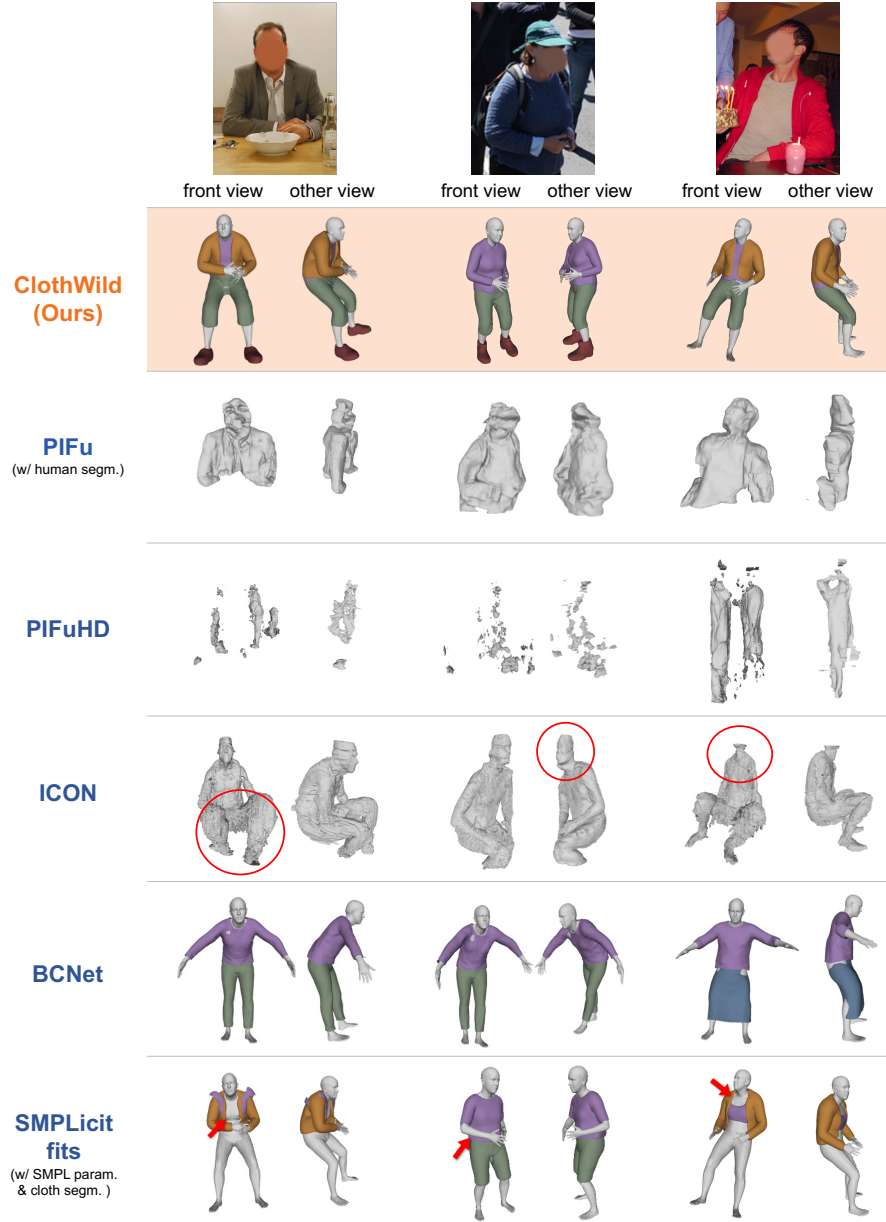 front view other view front view other view front view other view
ClothWild
(Ours)
PIFu
(w/ human segm.)
PIFuHD
ICON
BCNet
SMPLicit
fits
(w/ SMPL param.
& cloth segm. )